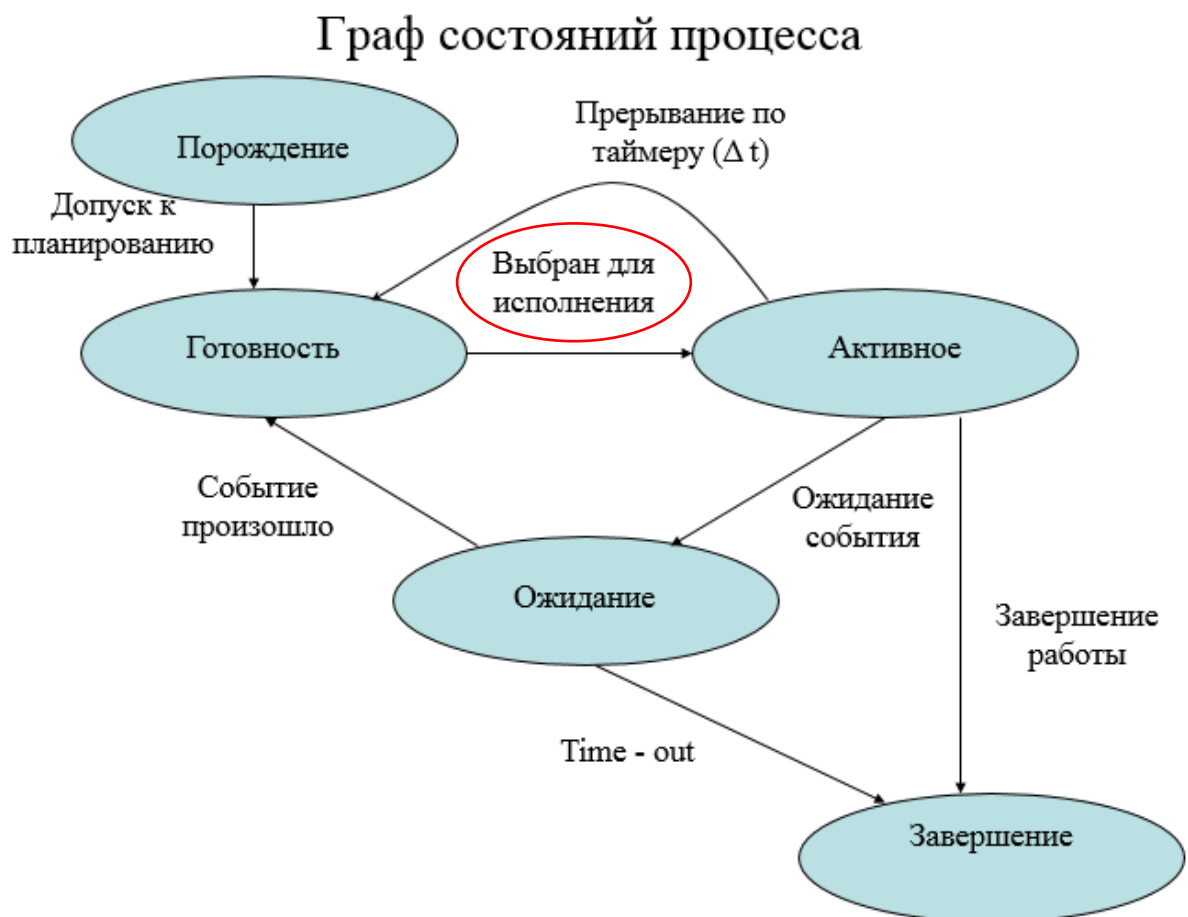 Граф состояний процесса
Порождение
Прерывание по
таймеру (Δ t)
Допуск к
планированию
Выбран для
исполнения
Готовность
Активное
Событие
произошло
Ожидание
события
Ожидание
Завершение
работы
Time - out
Завершение